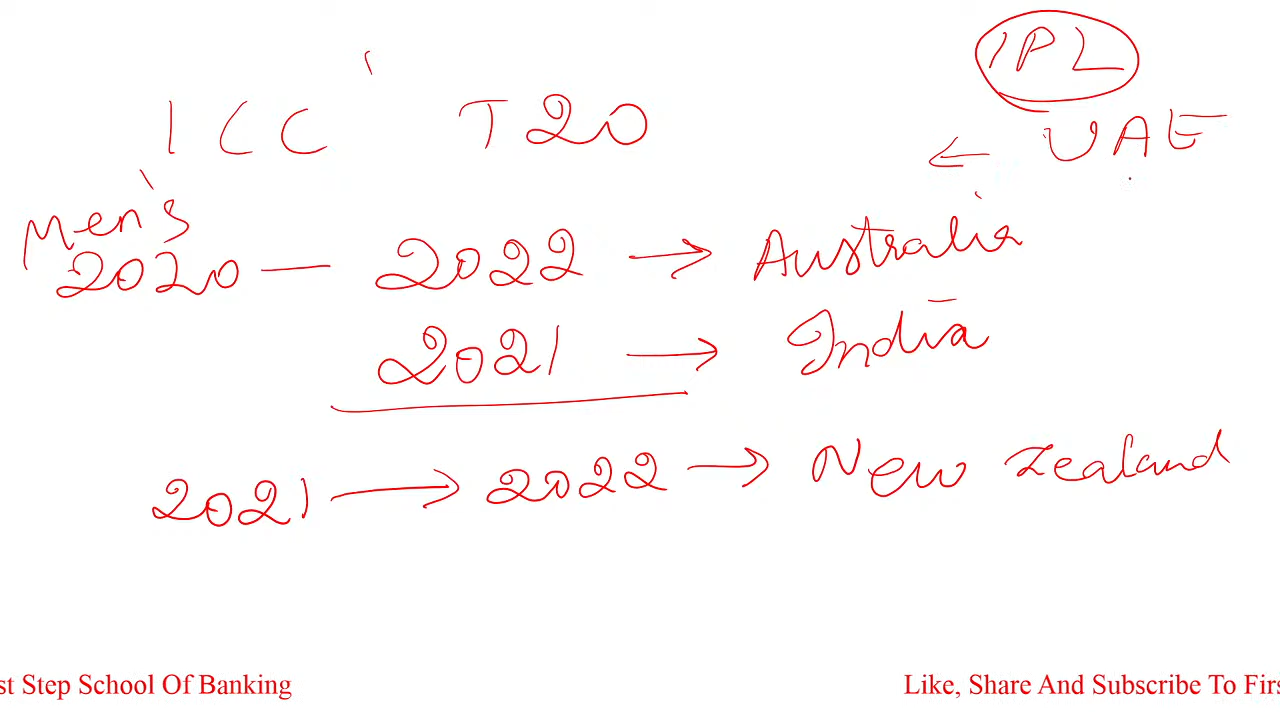 IPL
ICC T20
← UAE
Men's
2020 — 2022 → Australia
2021 → India
2021 → 2022 → New Zealand
st Step School Of Banking
Like, Share And Subscribe To Firs